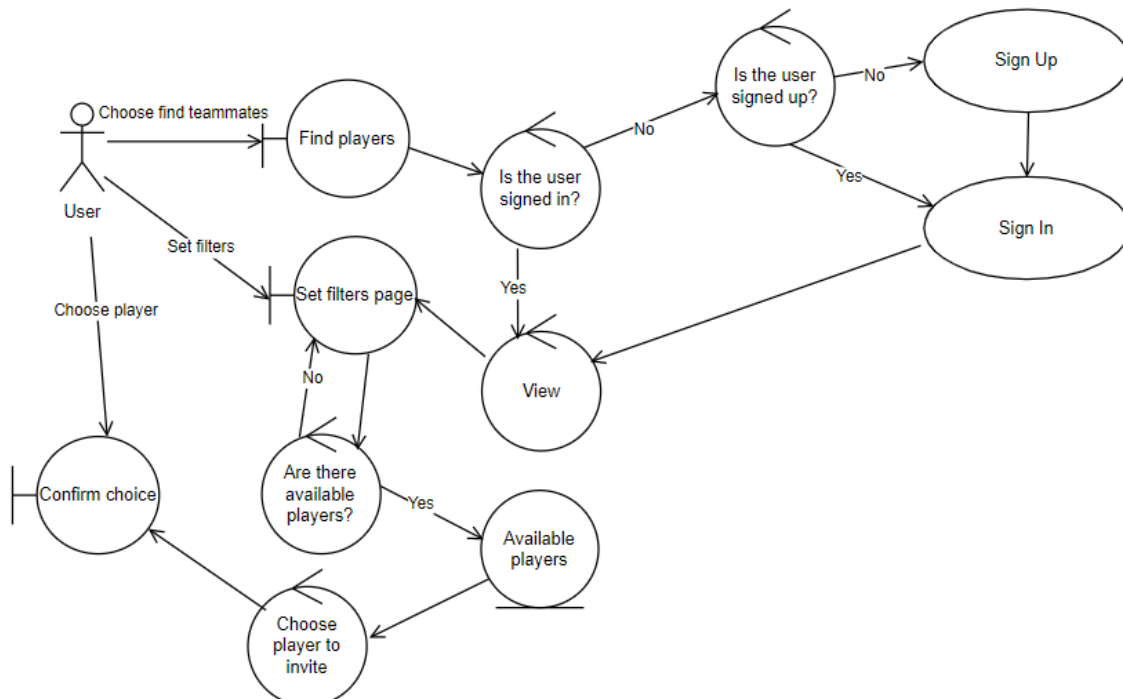 Is the user
signed up?
No
Sign Up
Choose find teammates
Find players
No
Is the user
signed in?
Yes
User
Sign In
Set filters
Set filters page
Yes
Choose player
No
View
Are there
available
players?
Yes
Confirm choice
Available
players
Choose
player to
invite